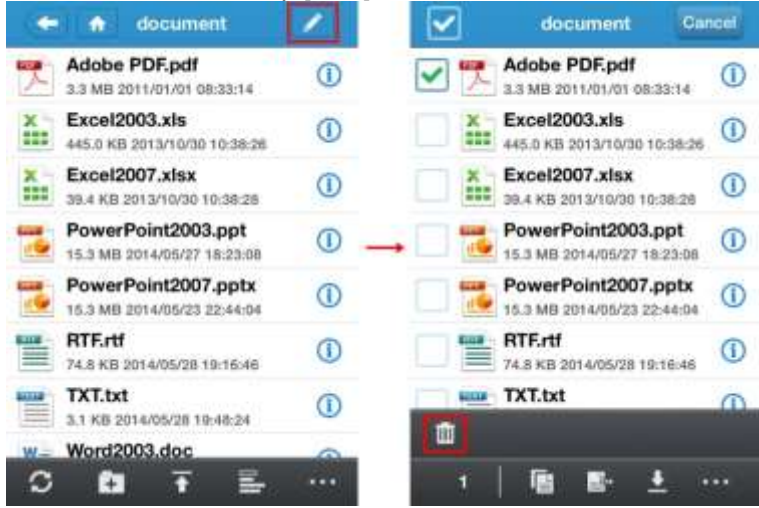 document
Adobe PDF.pdf
3.3 MB 2011/01/01 08:33:14
Excel2003.xls
445.0 KB 2013/10/30 10:38:26
Excel2007.xlsx
39.4 KB 2013/10/30 10:38:28
PowerPoint2003.ppt
15.3 MB 2014/05/27 18:23:08
PowerPoint2007.pptx
15.3 MB 2014/05/23 22:44:04
RTF.rtf
74.8 KB 2014/05/28 19:16:46
TXT.txt
3.1 KB 2014/05/28 19:48:24
Word2003.doc
document Cancel
Adobe PDF.pdf
3.3 MB 2011/01/01 08:33:14
Excel2003.xls
445.0 KB 2013/10/30 10:38:26
Excel2007.xlsx
39.4 KB 2013/10/30 10:38:28
PowerPoint2003.ppt
15.3 MB 2014/05/27 18:23:08
PowerPoint2007.pptx
15.3 MB 2014/05/23 22:44:04
RTF.rtf
74.8 KB 2014/05/28 19:16:46
TXT.txt
1